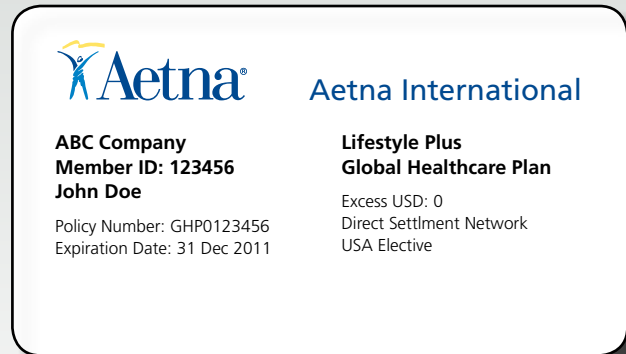 Aetna®
Aetna International
ABC Company
Member ID: 123456
John Doe
Policy Number: GHP0123456
Expiration Date: 31 Dec 2011
Lifestyle Plus
Global Healthcare Plan
Excess USD: 0
Direct Settlment Network
USA Elective